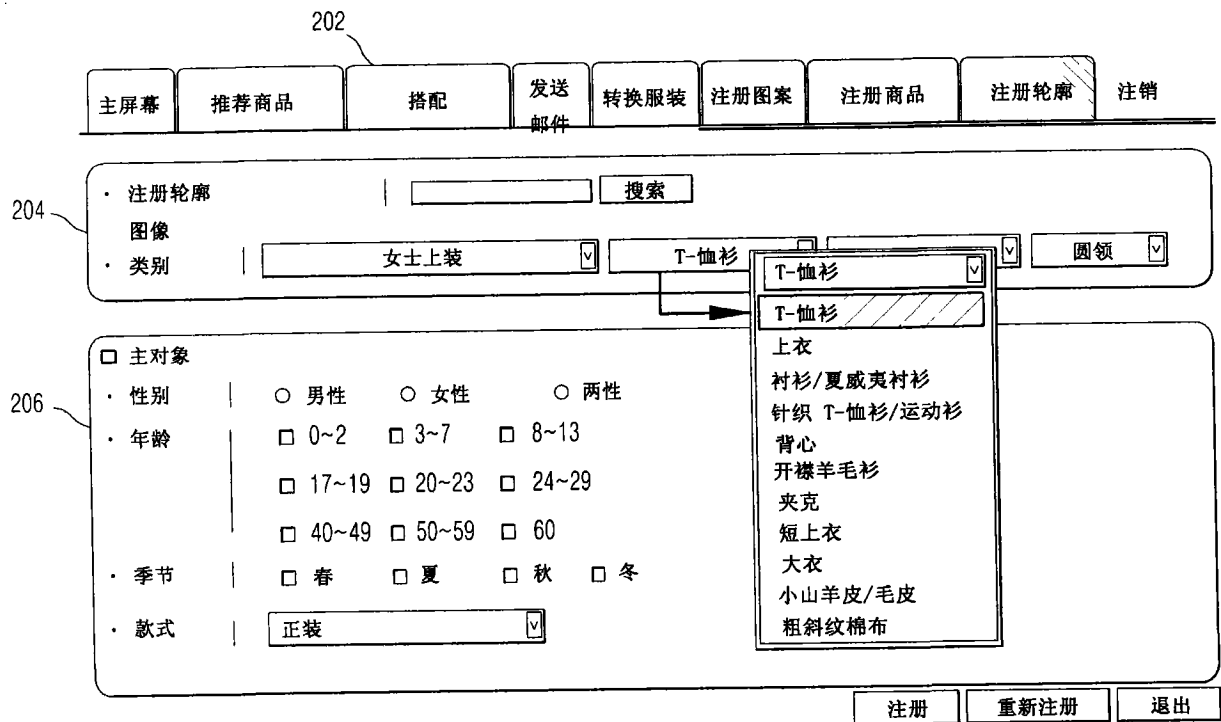 202
主屏幕 推荐商品 搭配 发送邮件 转换服装 注册图案 注册商品 注册轮廓 注销
204
· 注册轮廓 搜索
图像
· 类别 女士上装 T-恤衫 圆领
T-恤衫
T-恤衫
上衣
衬衫/夏威夷衬衫
针织 T-恤衫/运动衫
背心
开襟羊毛衫
夹克
短上衣
大衣
小山羊皮/毛皮
粗斜纹棉布
206
□ 主对象
· 性别 ○ 男性 ○ 女性 ○ 两性
· 年龄 □ 0~2 □ 3~7 □ 8~13
□ 17~19 □ 20~23 □ 24~29
□ 40~49 □ 50~59 □ 60
· 季节 □ 春 □ 夏 □ 秋 □ 冬
· 款式 正装
注册 重新注册 退出